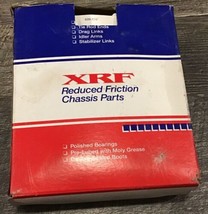 Tie Rod Ends
Drag Links
Idler Arms
Stabilizer Links
XRF
Reduced Friction
Chassis Parts
Polished Bearings
Pre-Lubed with Moly Grease
Boots